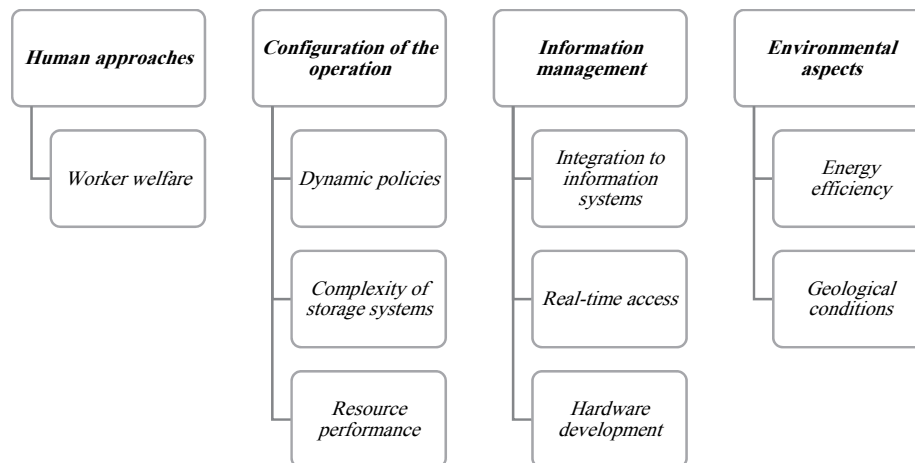 Human approaches
Worker welfare
Configuration of the
operation
Dynamic policies
Complexity of
storage systems
Resource
performance
Information
management
Integration to
information
systems
Real-time access
Hardware
development
Environmental
aspects
Energy
efficiency
Geological
conditions